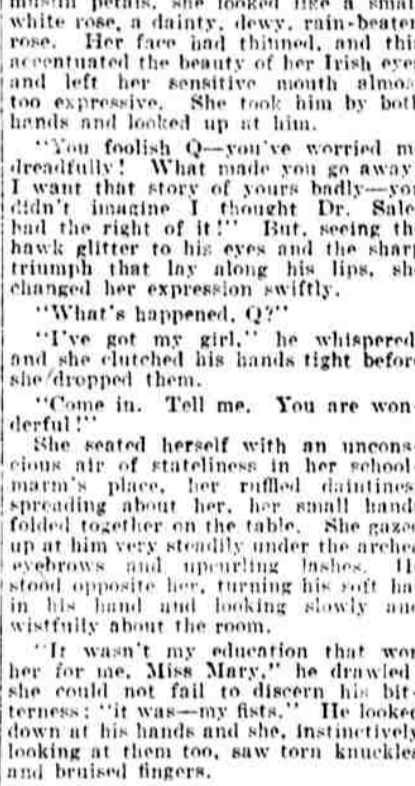 muslin petals, she looked like a small
white rose, a dainty, dewy, rain-beaten
rose. Her face had thinned, and this
accentuated the beauty of her Irish eyes
and left her sensitive mouth almos
too expressive. She took him by both
hands and looked up at him.
"You foolish Q—you've worried m
dreadfully! What made you go away
I want that story of yours badly—yo
didn't imagine I thought Dr. Sale
had the right of it!" But, seeing th
hawk glitter to his eyes and the sharp
triumph that lay along his lips, sh
changed her expression swiftly.
"What's happened, Q?"
"I've got my girl," he whispered
and she clutched his hands tight before
she dropped them.
"Come in. Tell me. You are won-
derful!"
She seated herself with an uncons-
cious air of stateliness in her school-
marm's place, her ruffled daintines
spreading about her, her small hand
folded together on the table. She gazed
up at him very steadily under the arched
eyebrows and upcurling lashes. H
stood opposite her, turning his soft ha
in his hand and looking slowly and
wistfully about the room.
"It wasn't my education that won
her for me, Miss Mary," he drawled
she could not fail to discern his bit-
terness; "it was—my fists." He looked
down at his hands and she, instinctively
looking at them too, saw torn knuckles
and bruised fingers.